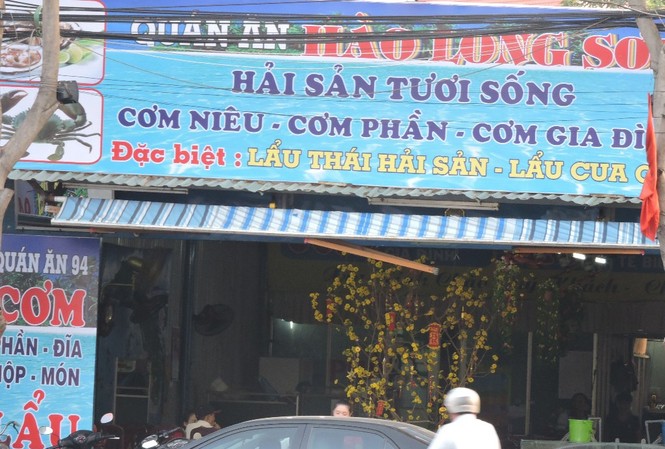 QUÁN ĂN HẢO LONG SƠ
HẢI SẢN TƯƠI SỐNG
CƠM NIÊU - CƠM PHẦN - CƠM GIA ĐÌ
Đặc biệt : LẨU THÁI HẢI SẢN - LẨU CUA
QUÁN ĂN 94
CƠM
HẦN - ĐĨA
HỘP - MÓN
LẨU